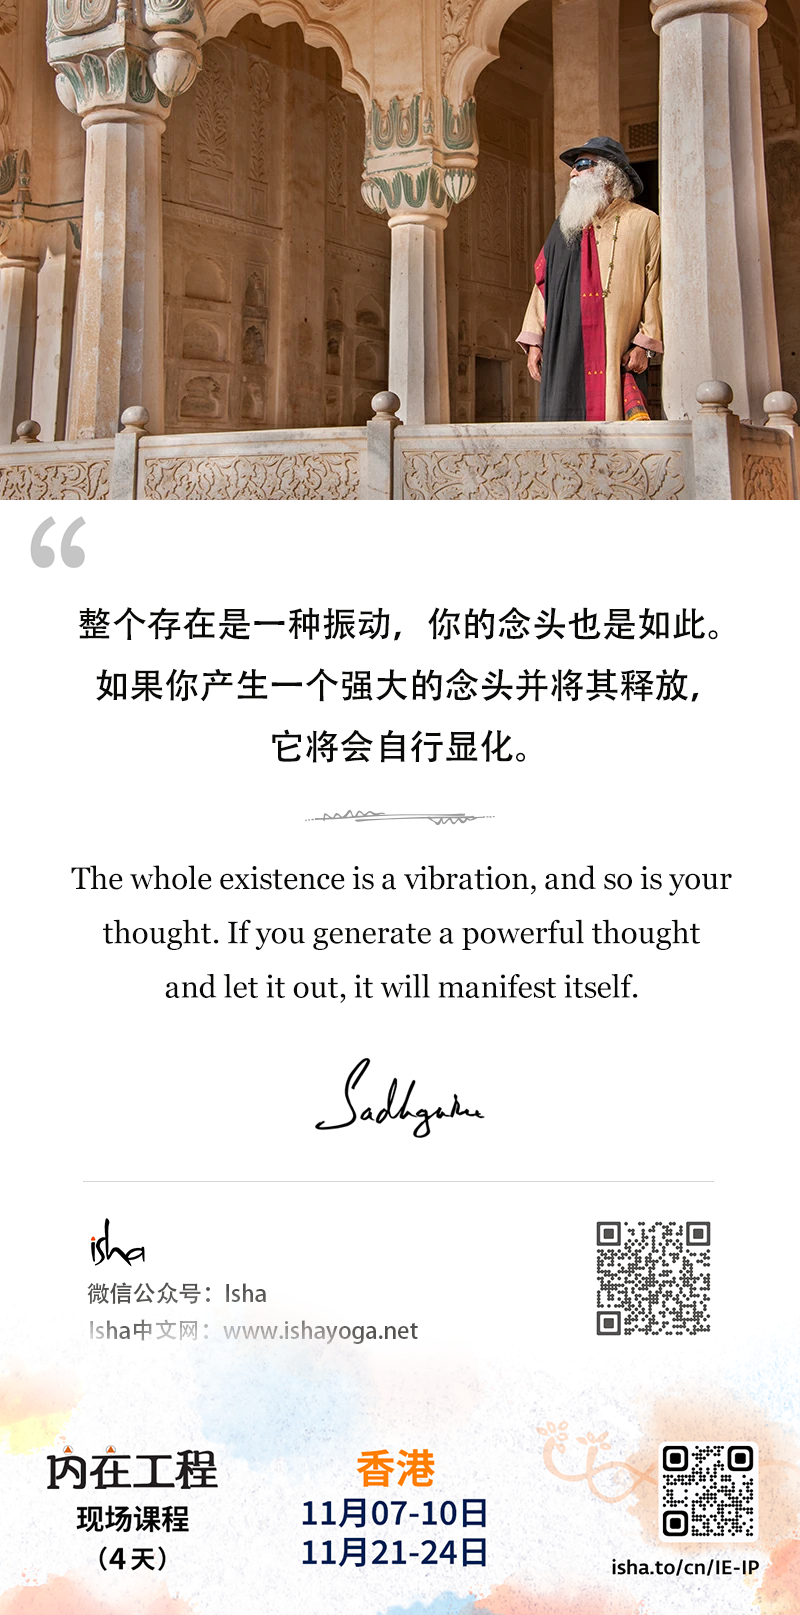 “
整个存在是一种振动，你的念头也是如此。
如果你产生一个强大的念头并将其释放，
它将会自行显化。
The whole existence is a vibration, and so is your
thought. If you generate a powerful thought
and let it out, it will manifest itself.
Sadhguru
isha
微信公众号：Isha
Isha中文网：www.ishayoga.net
内在工程
现场课程
（4天）
香港
11月07-10日
11月21-24日
isha.to/cn/IE-IP